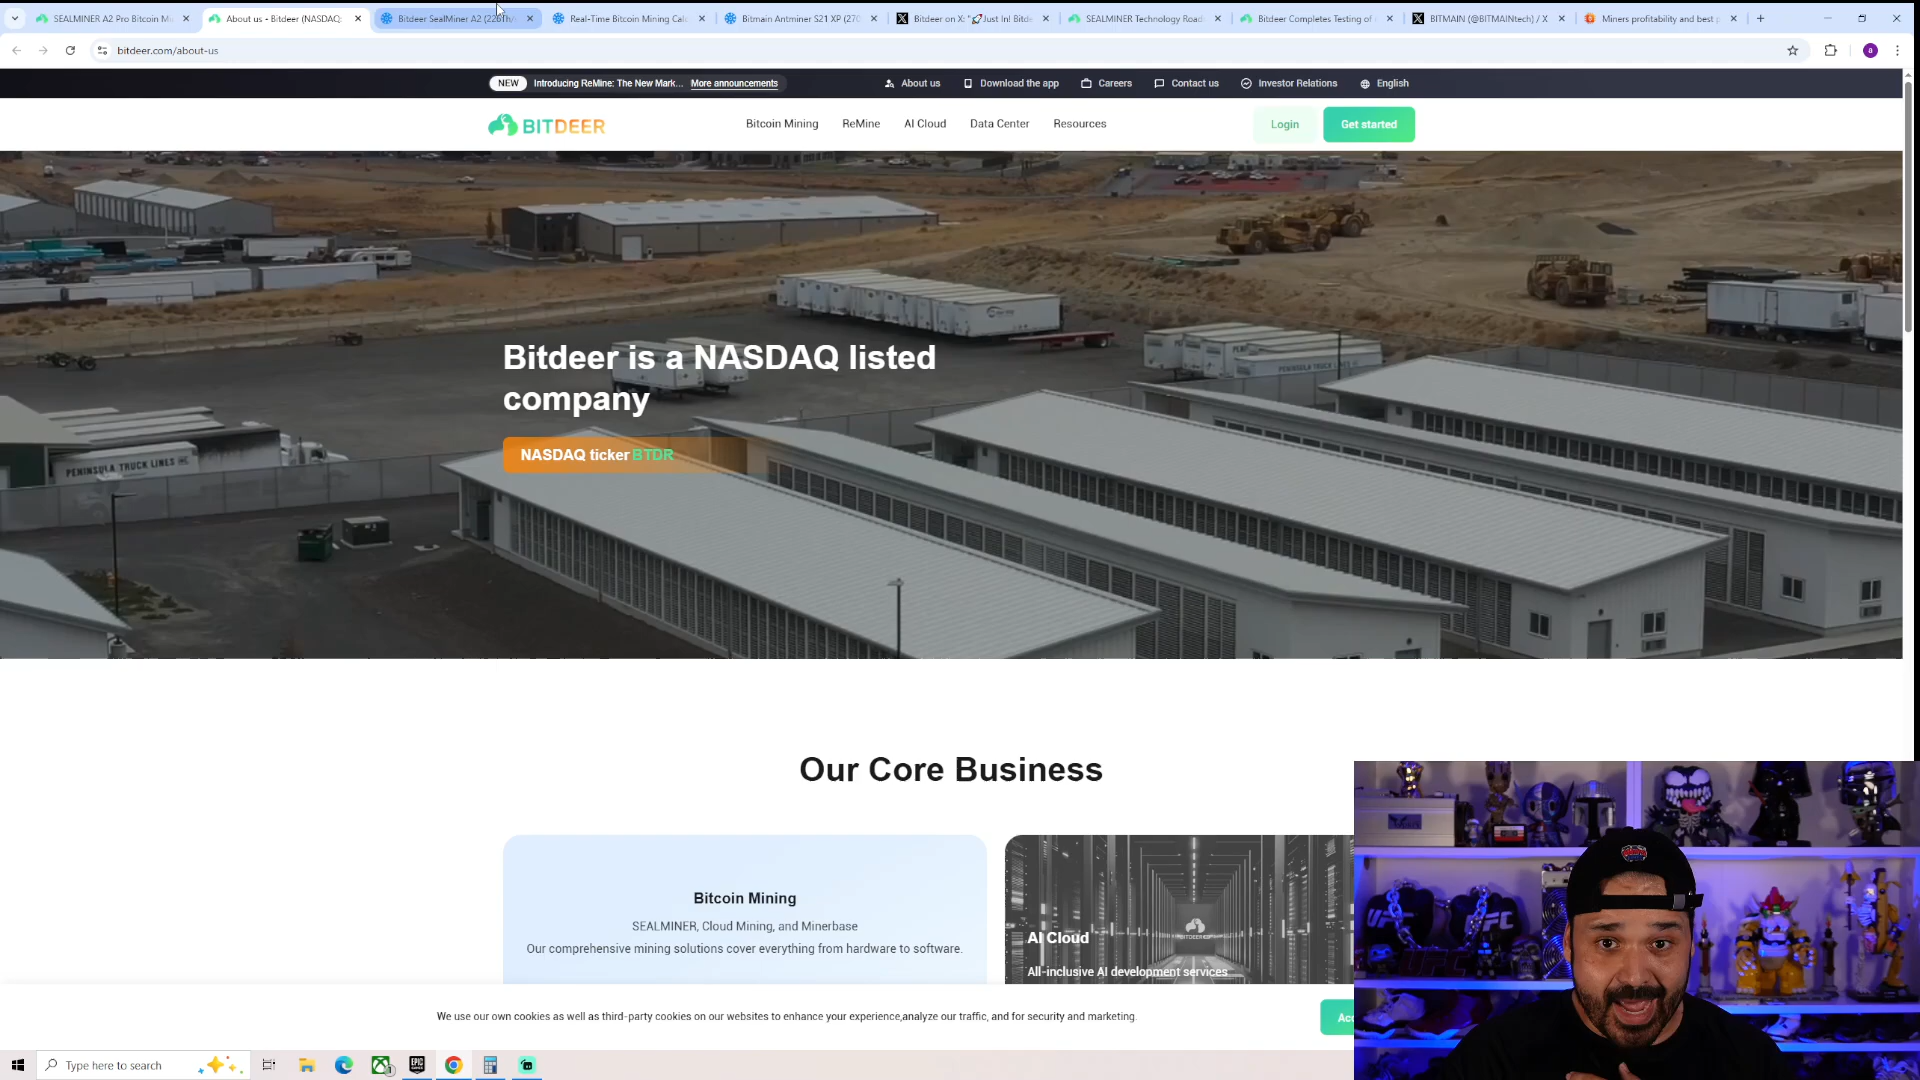 SEALMINER A2 Pro Bitcoin Mi
About us - Bitdeer (NASDAQ:
Bitdeer SealMiner A2 (226Th/
Real-Time Bitcoin Mining Calc
Bitmain Antminer S21 XP (270
Bitdeer on X: "🚀Just In! Bitde
SEALMINER Technology Road
Bitdeer Completes Testing of
BITMAIN (@BITMAINtech) / X
Miners profitability and best p
bitdeer.com/about-us
a
NEW Introducing ReMine: The New Mark... More announcements
About us Download the app Careers Contact us Investor Relations English
BITDEER
Bitcoin Mining ReMine AI Cloud Data Center Resources
Login Get started
Bitdeer is a NASDAQ listed
company
NASDAQ ticker BTDR
PENINSULA TRUCK LINES
Our Core Business
Bitcoin Mining
SEALMINER, Cloud Mining, and Minerbase
Our comprehensive mining solutions cover everything from hardware to software.
AI Cloud
All-inclusive AI development services
We use our own cookies as well as third-party cookies on our websites to enhance your experience,analyze our traffic, and for security and marketing.
Acc
UFC
Type here to search
EPIC